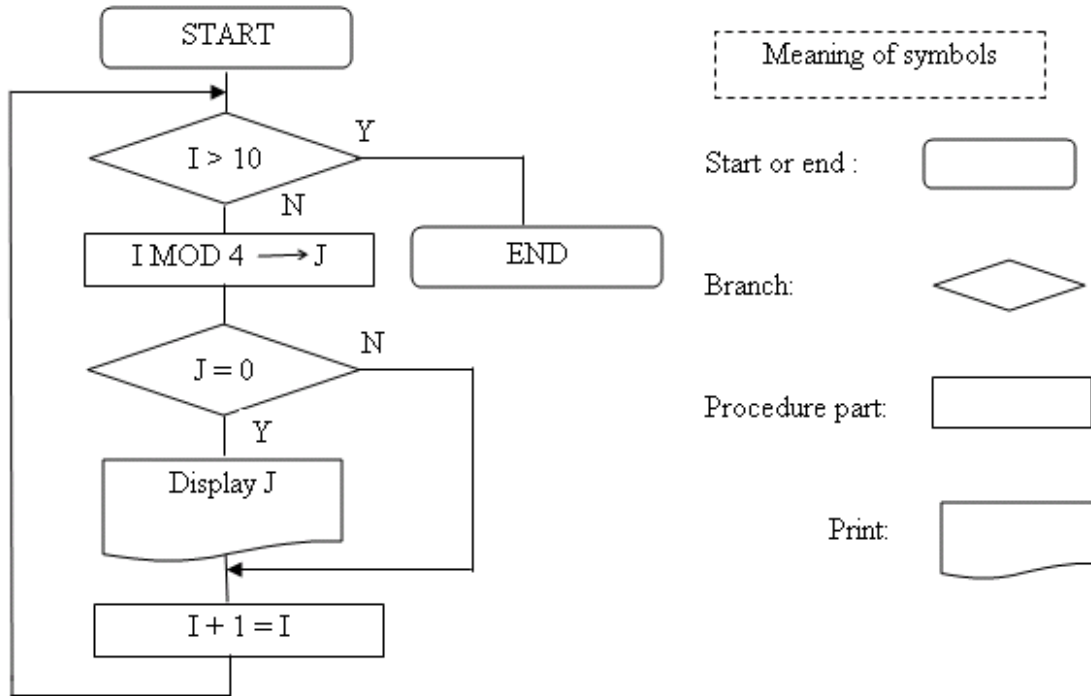 START
Y
I > 10
N
I MOD 4 → J
END
N
J = 0
Y
Display J
I + 1 = I
Meaning of symbols
Start or end :
Branch:
Procedure part:
Print: